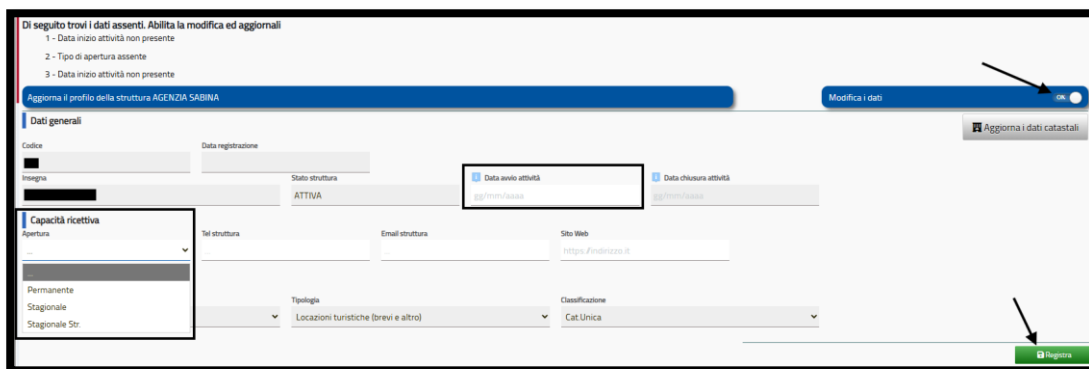 Di seguito trovi i dati assenti. Abilita la modifica ed aggiornali
1 - Data inizio attività non presente
2 - Tipo di apertura assente
3 - Data inizio attività non presente
Aggiorna il profilo della struttura AGENZIA SABINA
Modifica i dati
OK
Dati generali
Aggiorna i dati catastali
Codice
Data registrazione
Insegna
Stato struttura
Data avvio attività
Data chiusura attività
ATTIVA
gg/mm/aaaa
gg/mm/aaaa
Capacità ricettiva
Apertura
Tel struttura
Email struttura
Sito Web
...
...
...
https://indirizzo.it
...
Permanente
Stagionale
Stagionale Str.
Tipologia
Classificazione
Locazioni turistiche (brevi e altro)
Cat.Unica
Registra